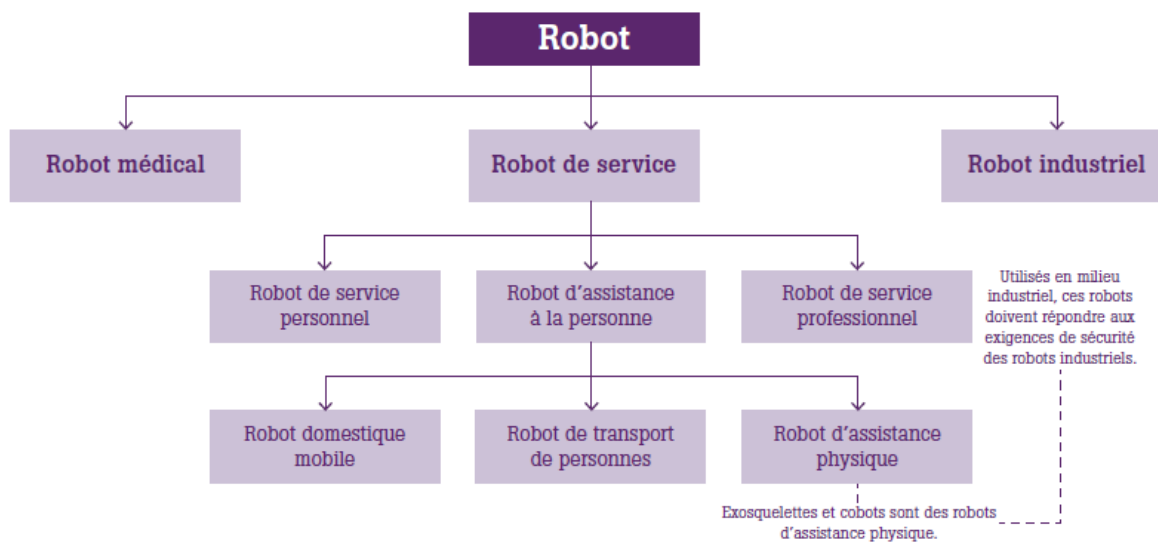 Robot
Robot médical
Robot de service
Robot industriel
Robot de service
personnel
Robot d'assistance
à la personne
Robot de service
professionnel
Utilisés en milieu
industriel, ces robots
doivent répondre aux
exigences de sécurité
des robots industriels.
Robot domestique
mobile
Robot de transport
de personnes
Robot d'assistance
physique
Exosquelettes et cobots sont des robots
d'assistance physique.